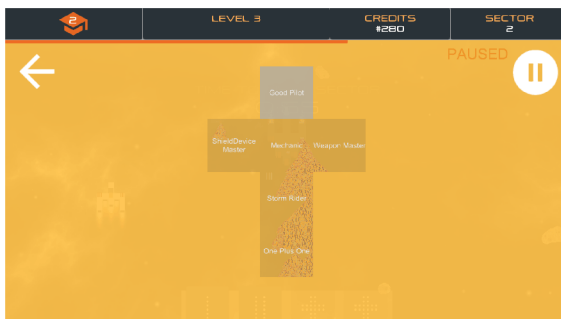 2
LEVEL 3
CREDITS
#280
SECTOR
2
PAUSED
Good Pilot
ShieldDevice
Master
Mechanic
Weapon Master
Storm Rider
One Plus One